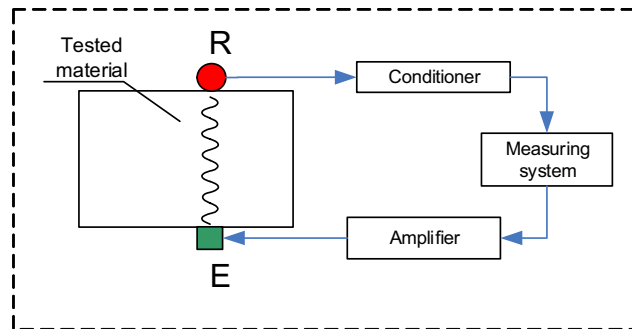 R
Tested
material
Conditioner
Measuring
system
Amplifier
E